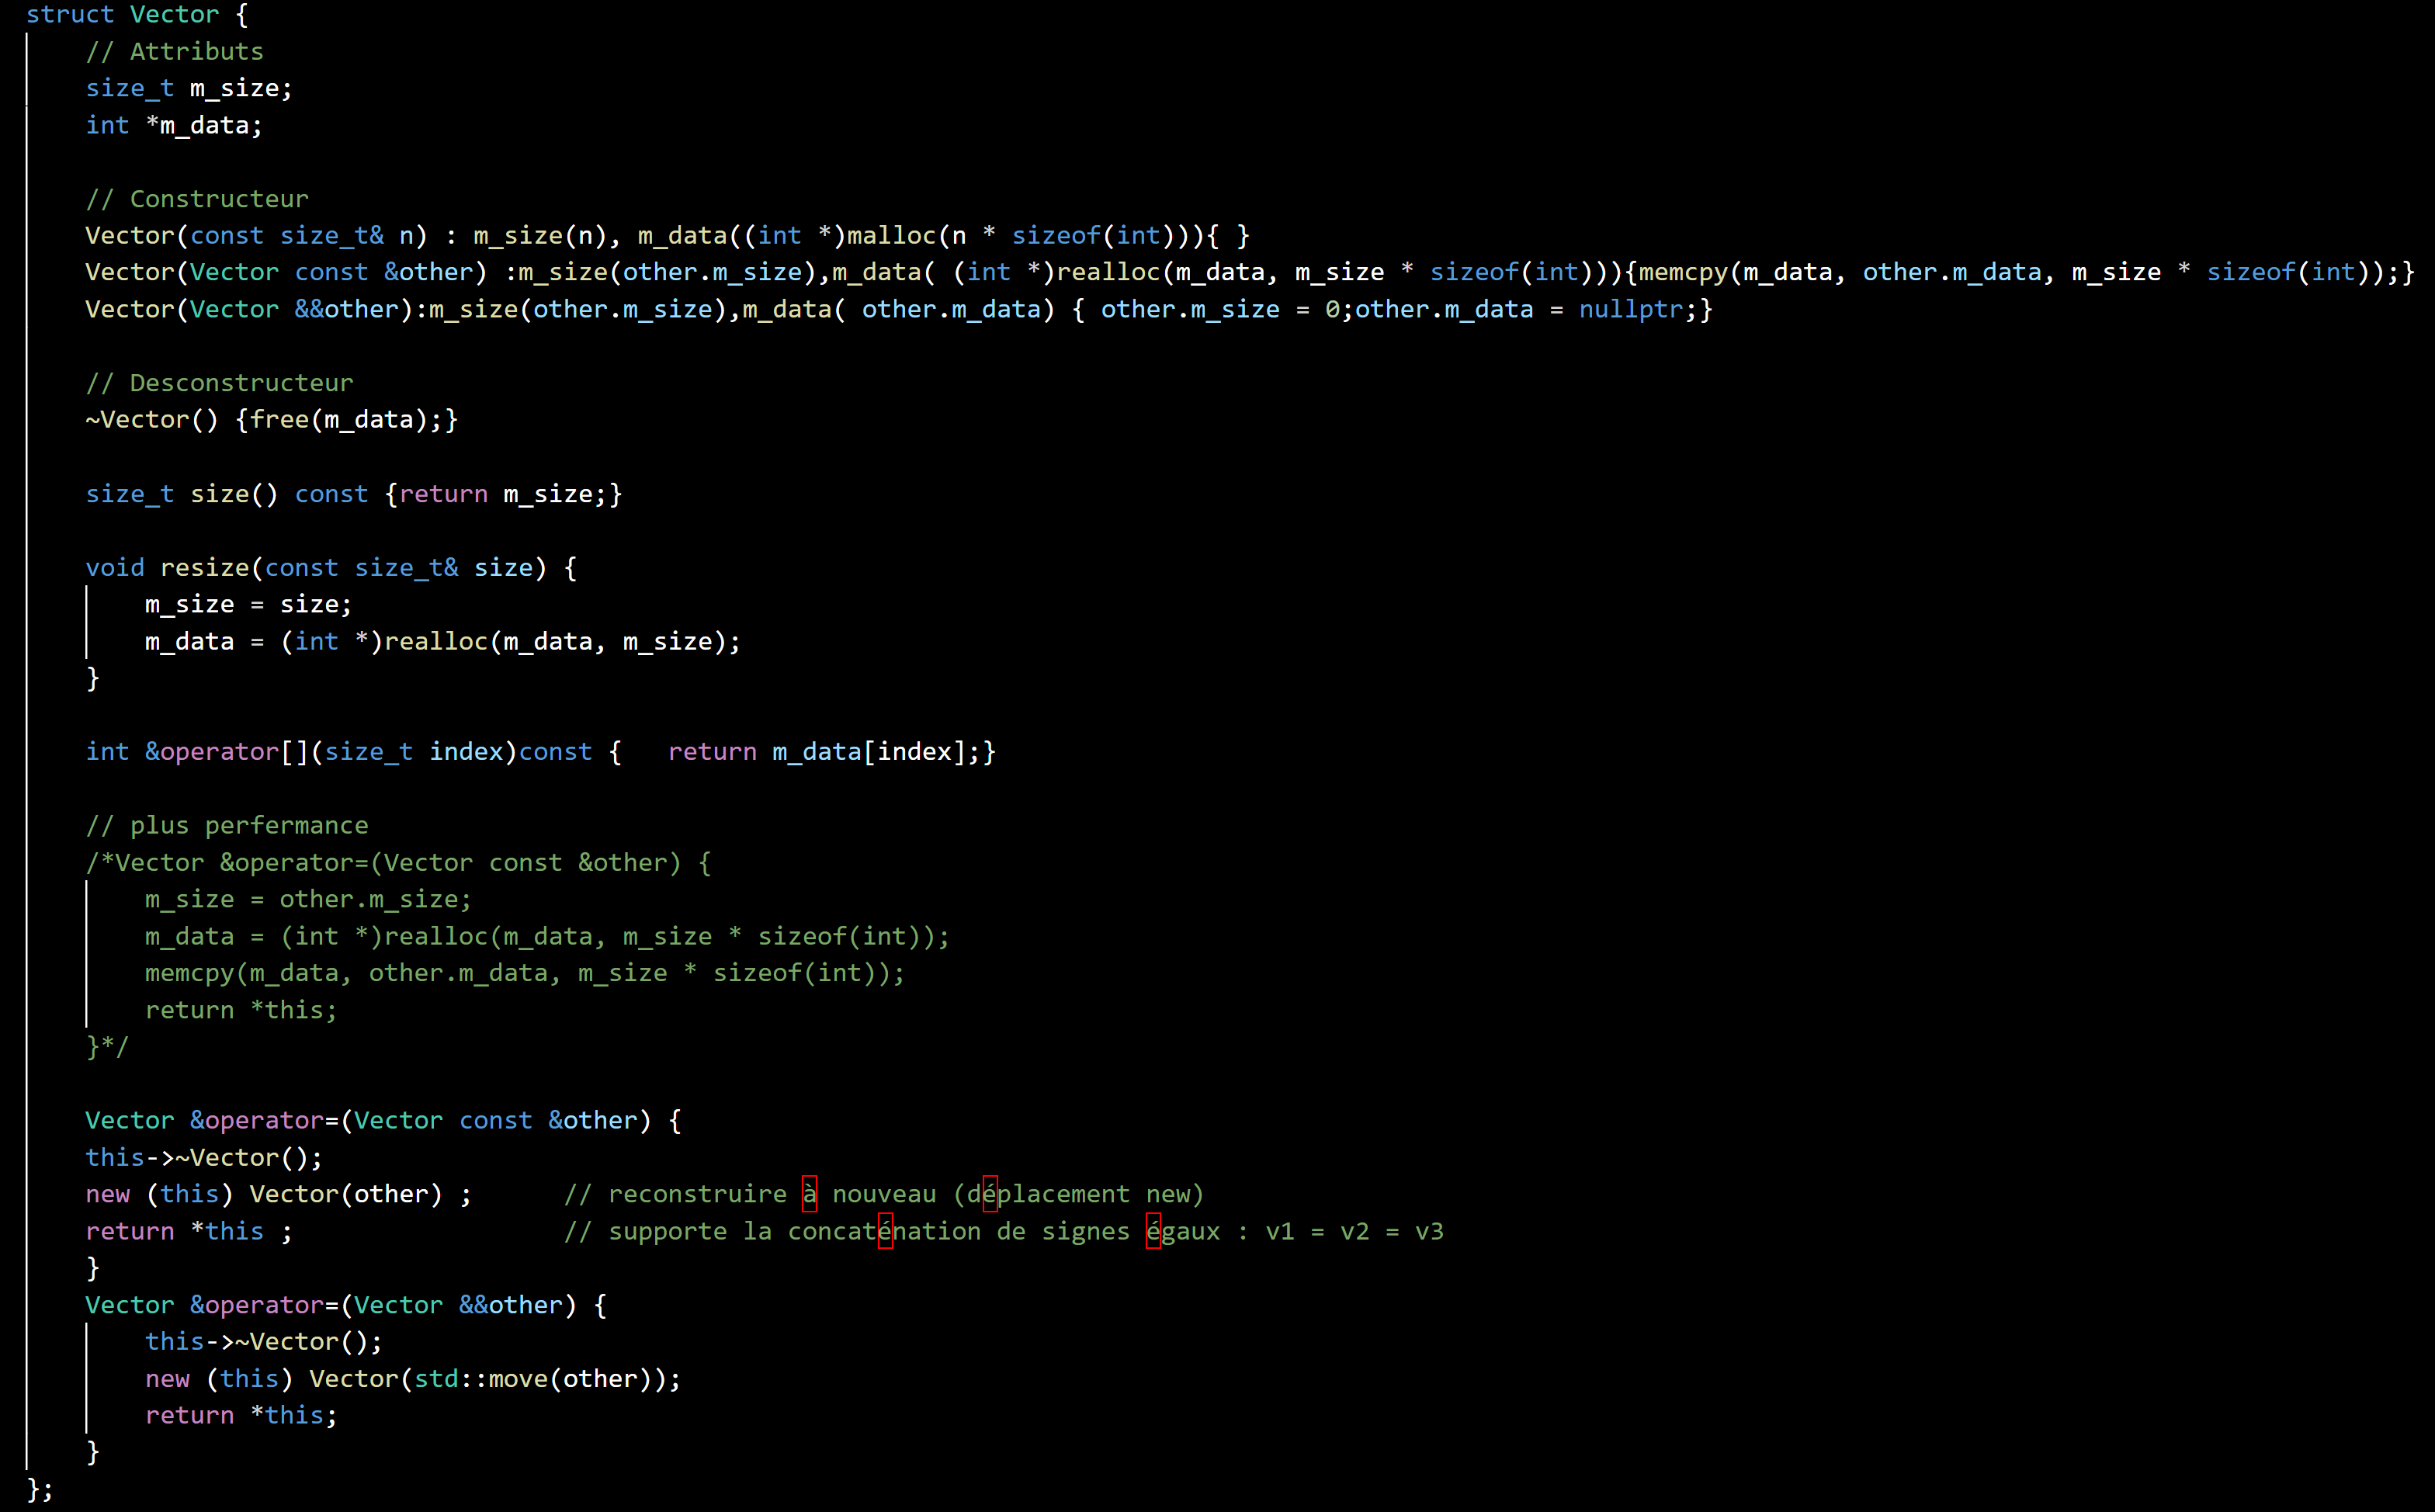 struct Vector {
    // Attributs
    size_t m_size;
    int *m_data;

    // Constructeur
    Vector(const size_t& n) : m_size(n), m_data((int *)malloc(n * sizeof(int))){ }
    Vector(Vector const &other) :m_size(other.m_size),m_data( (int *)realloc(m_data, m_size * sizeof(int))){memcpy(m_data, other.m_data, m_size * sizeof(int));}
    Vector(Vector &&other):m_size(other.m_size),m_data( other.m_data) { other.m_size = 0;other.m_data = nullptr;}

    // Desconstructeur
    ~Vector() {free(m_data);}

    size_t size() const {return m_size;}

    void resize(const size_t& size) {
        m_size = size;
        m_data = (int *)realloc(m_data, m_size);
    }

    int &operator[](size_t index)const {   return m_data[index];}

    // plus perfermance
    /*Vector &operator=(Vector const &other) {
        m_size = other.m_size;
        m_data = (int *)realloc(m_data, m_size * sizeof(int));
        memcpy(m_data, other.m_data, m_size * sizeof(int));
        return *this;
    }*/

    Vector &operator=(Vector const &other) {
    this->~Vector();
    new (this) Vector(other) ;      // reconstruire à nouveau (déplacement new)
    return *this ;                  // supporte la concaténation de signes égaux : v1 = v2 = v3
    }
    Vector &operator=(Vector &&other) {
        this->~Vector();
        new (this) Vector(std::move(other));
        return *this;
    }
};